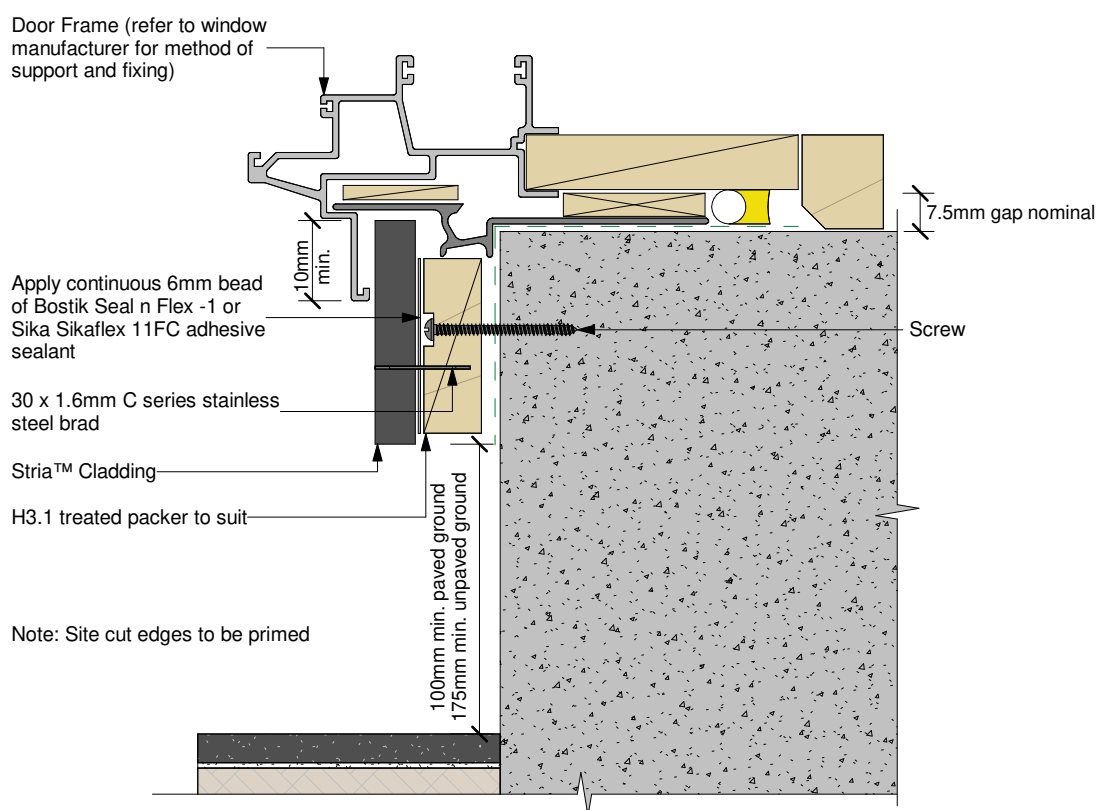 Door Frame (refer to window
manufacturer for method of
support and fixing)
7.5mm gap nominal
10mm
min.
Apply continuous 6mm bead
of Bostik Seal n Flex -1 or
Sika Sikaflex 11FC adhesive
sealant
Screw
30 x 1.6mm C series stainless
steel brad
Stria™ Cladding
H3.1 treated packer to suit
100mm min. paved ground
175mm min. unpaved ground
Note: Site cut edges to be primed